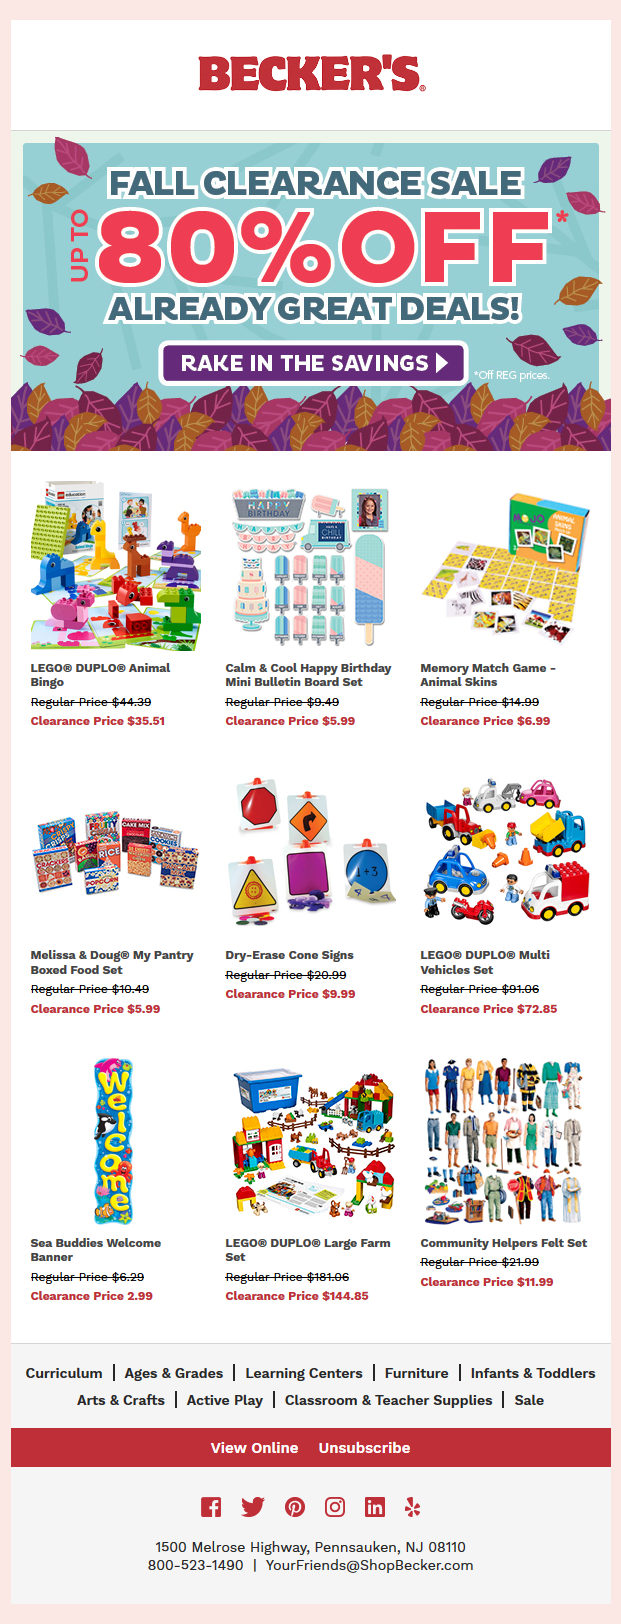 BECKER'S®
FALL CLEARANCE SALE
UP TO
80% OFF*
ALREADY GREAT DEALS!
RAKE IN THE SAVINGS
*Off REG prices.
LEGO® DUPLO® Animal
Bingo
Regular Price $44.39
Clearance Price $35.51
Calm & Cool Happy Birthday
Mini Bulletin Board Set
Regular Price $9.49
Clearance Price $5.99
Memory Match Game -
Animal Skins
Regular Price $14.99
Clearance Price $6.99
Melissa & Doug® My Pantry
Boxed Food Set
Regular Price $10.49
Clearance Price $5.99
Dry-Erase Cone Signs
Regular Price $20.99
Clearance Price $9.99
LEGO® DUPLO® Multi
Vehicles Set
Regular Price $91.06
Clearance Price $72.85
Welcome
Sea Buddies Welcome
Banner
Regular Price $6.29
Clearance Price 2.99
LEGO® DUPLO® Large Farm
Set
Regular Price $181.06
Clearance Price $144.85
Community Helpers Felt Set
Regular Price $21.99
Clearance Price $11.99
Curriculum | Ages & Grades | Learning Centers | Furniture | Infants & Toddlers
Arts & Crafts | Active Play | Classroom & Teacher Supplies | Sale
View Online Unsubscribe
1500 Melrose Highway, Pennsauken, NJ 08110
800-523-1490 | YourFriends@ShopBecker.com